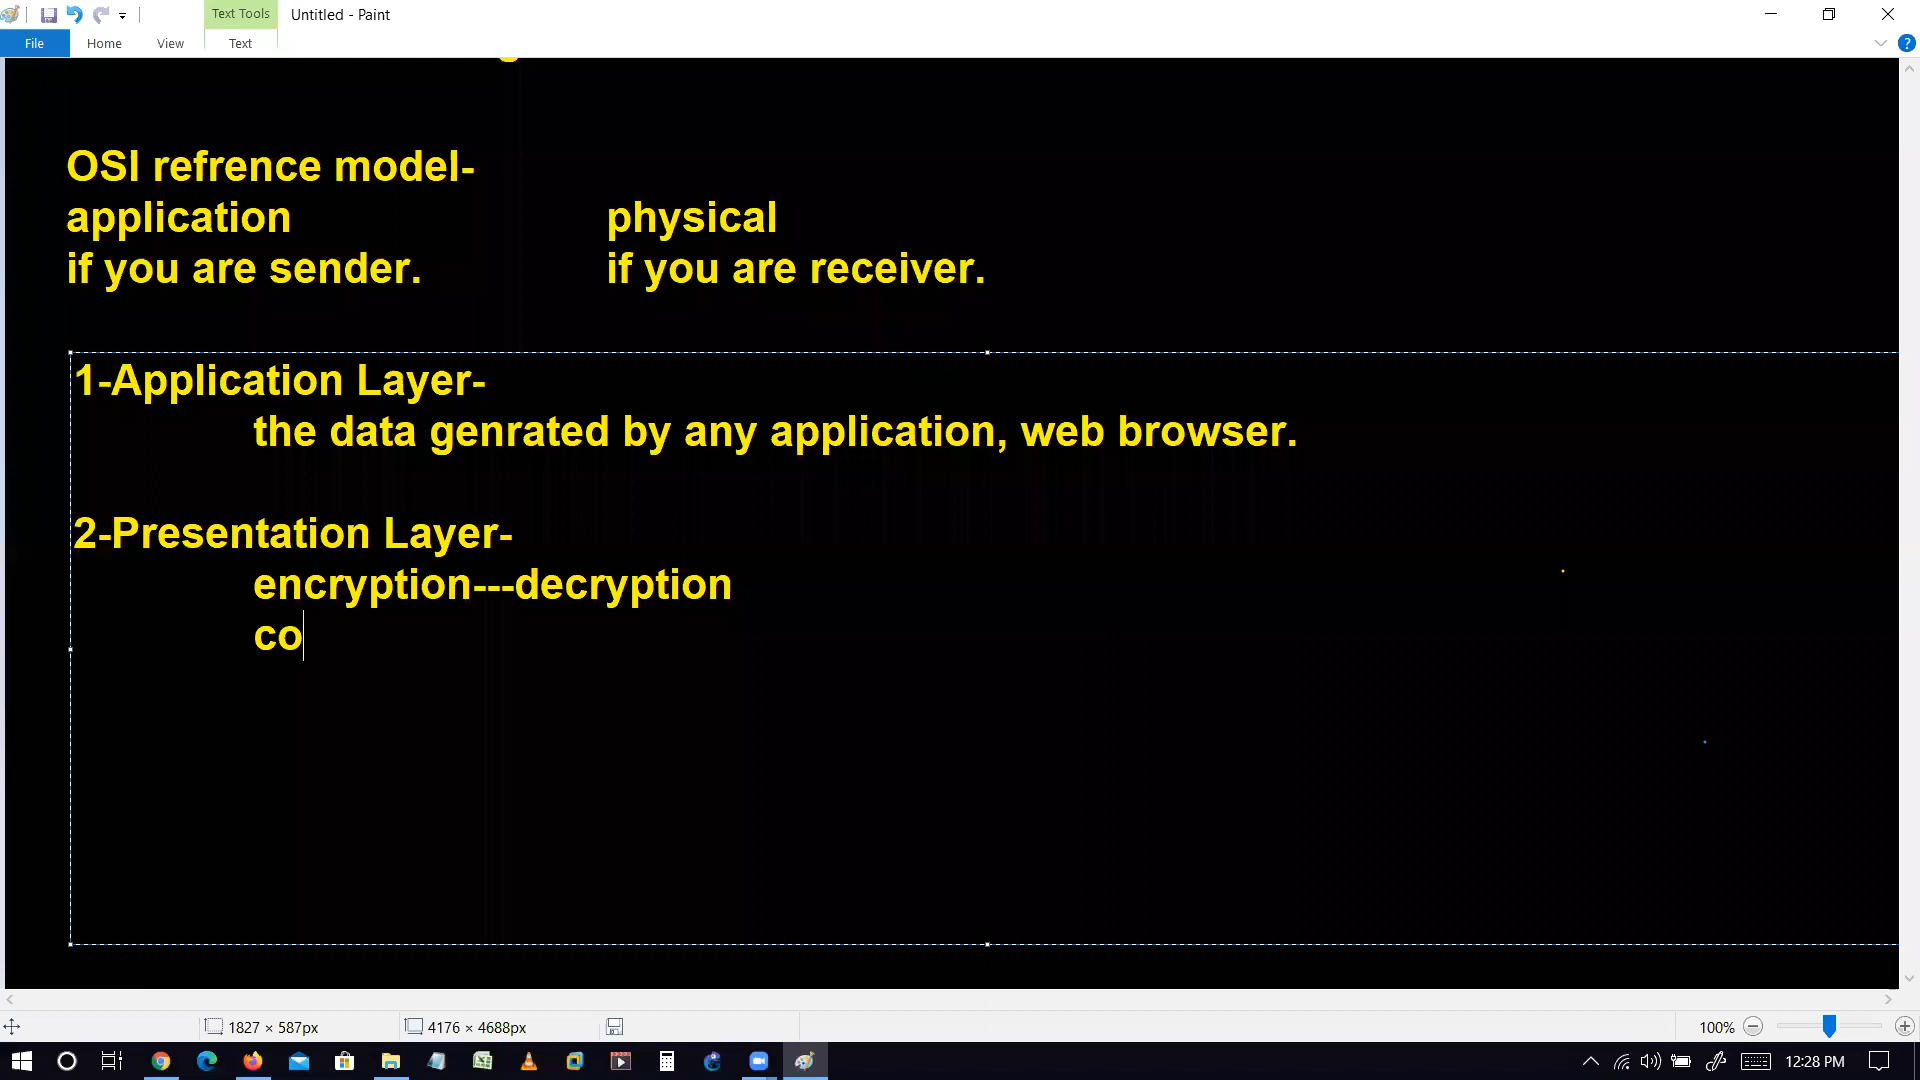 Text Tools
Untitled - Paint
File
Home
View
Text
OSI refrence model-
application physical
if you are sender. if you are receiver.
1-Application Layer-
the data genrated by any application, web browser.
2-Presentation Layer-
encryption---decryption
co
1827 × 587px
4176 × 4688px
100%
12:28 PM